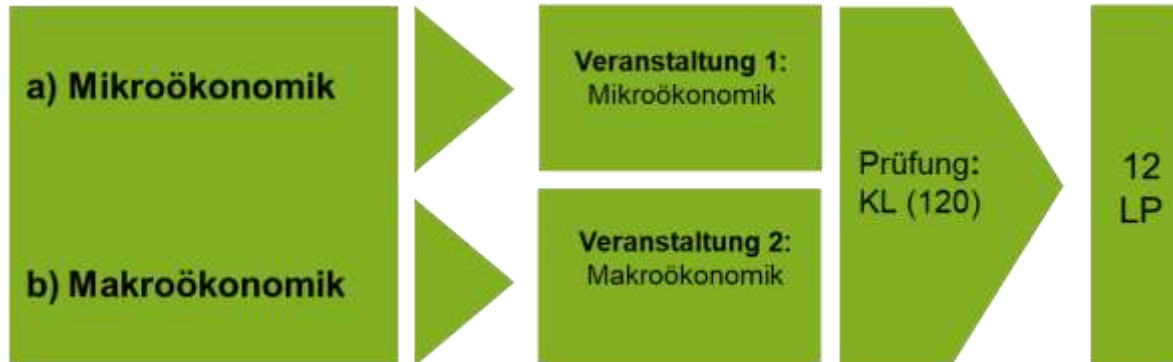 a) Mikroökonomik
b) Makroökonomik
Veranstaltung 1:
Mikroökonomik
Veranstaltung 2:
Makroökonomik
Prüfung:
KL (120)
12
LP